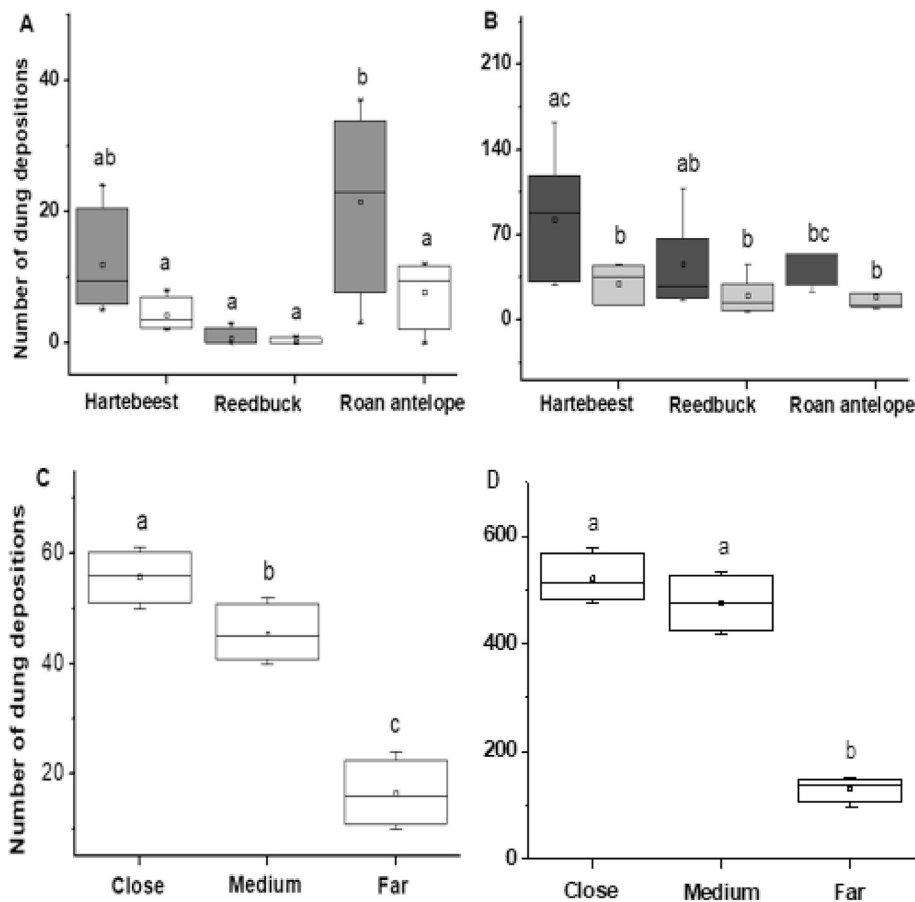 A
Number of dung depositions
40
20
0
ab
a
a
a
b
a
Hartebeest
Reedbuck
Roan antelope
B
210
140
70
0
ac
b
ab
b
bc
b
Hartebeest
Reedbuck
Roan antelope
C
Number of dung depositions
60
40
20
a
b
c
Close
Medium
Far
D
600
400
200
0
a
a
b
Close
Medium
Far